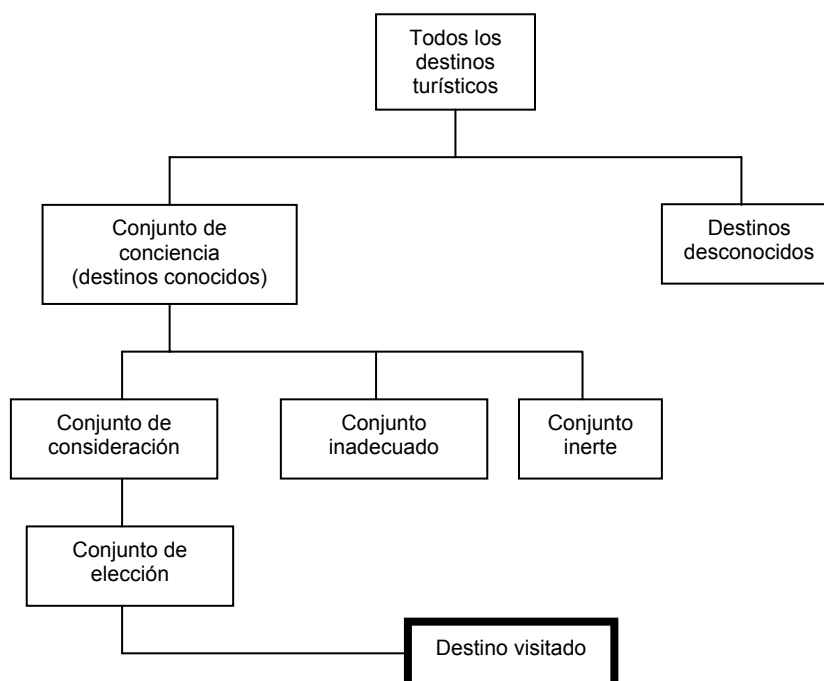 Todos los
destinos
turísticos
Conjunto de
conciencia
(destinos conocidos)
Destinos
desconocidos
Conjunto de
consideración
Conjunto
inadecuado
Conjunto
inerte
Conjunto de
elección
Destino visitado